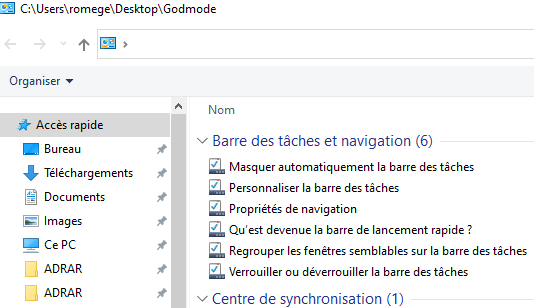 C:\Users\romege\Desktop\Godmode
Organiser
Nom
Accès rapide
Bureau
Téléchargements
Documents
Images
Ce PC
ADRAR
ADRAR
Barre des tâches et navigation (6)
Masquer automatiquement la barre des tâches
Personnaliser la barre des tâches
Propriétés de navigation
Qu'est devenue la barre de lancement rapide ?
Regrouper les fenêtres semblables sur la barre des tâches
Verrouiller ou déverrouiller la barre des tâches
Centre de synchronisation (1)